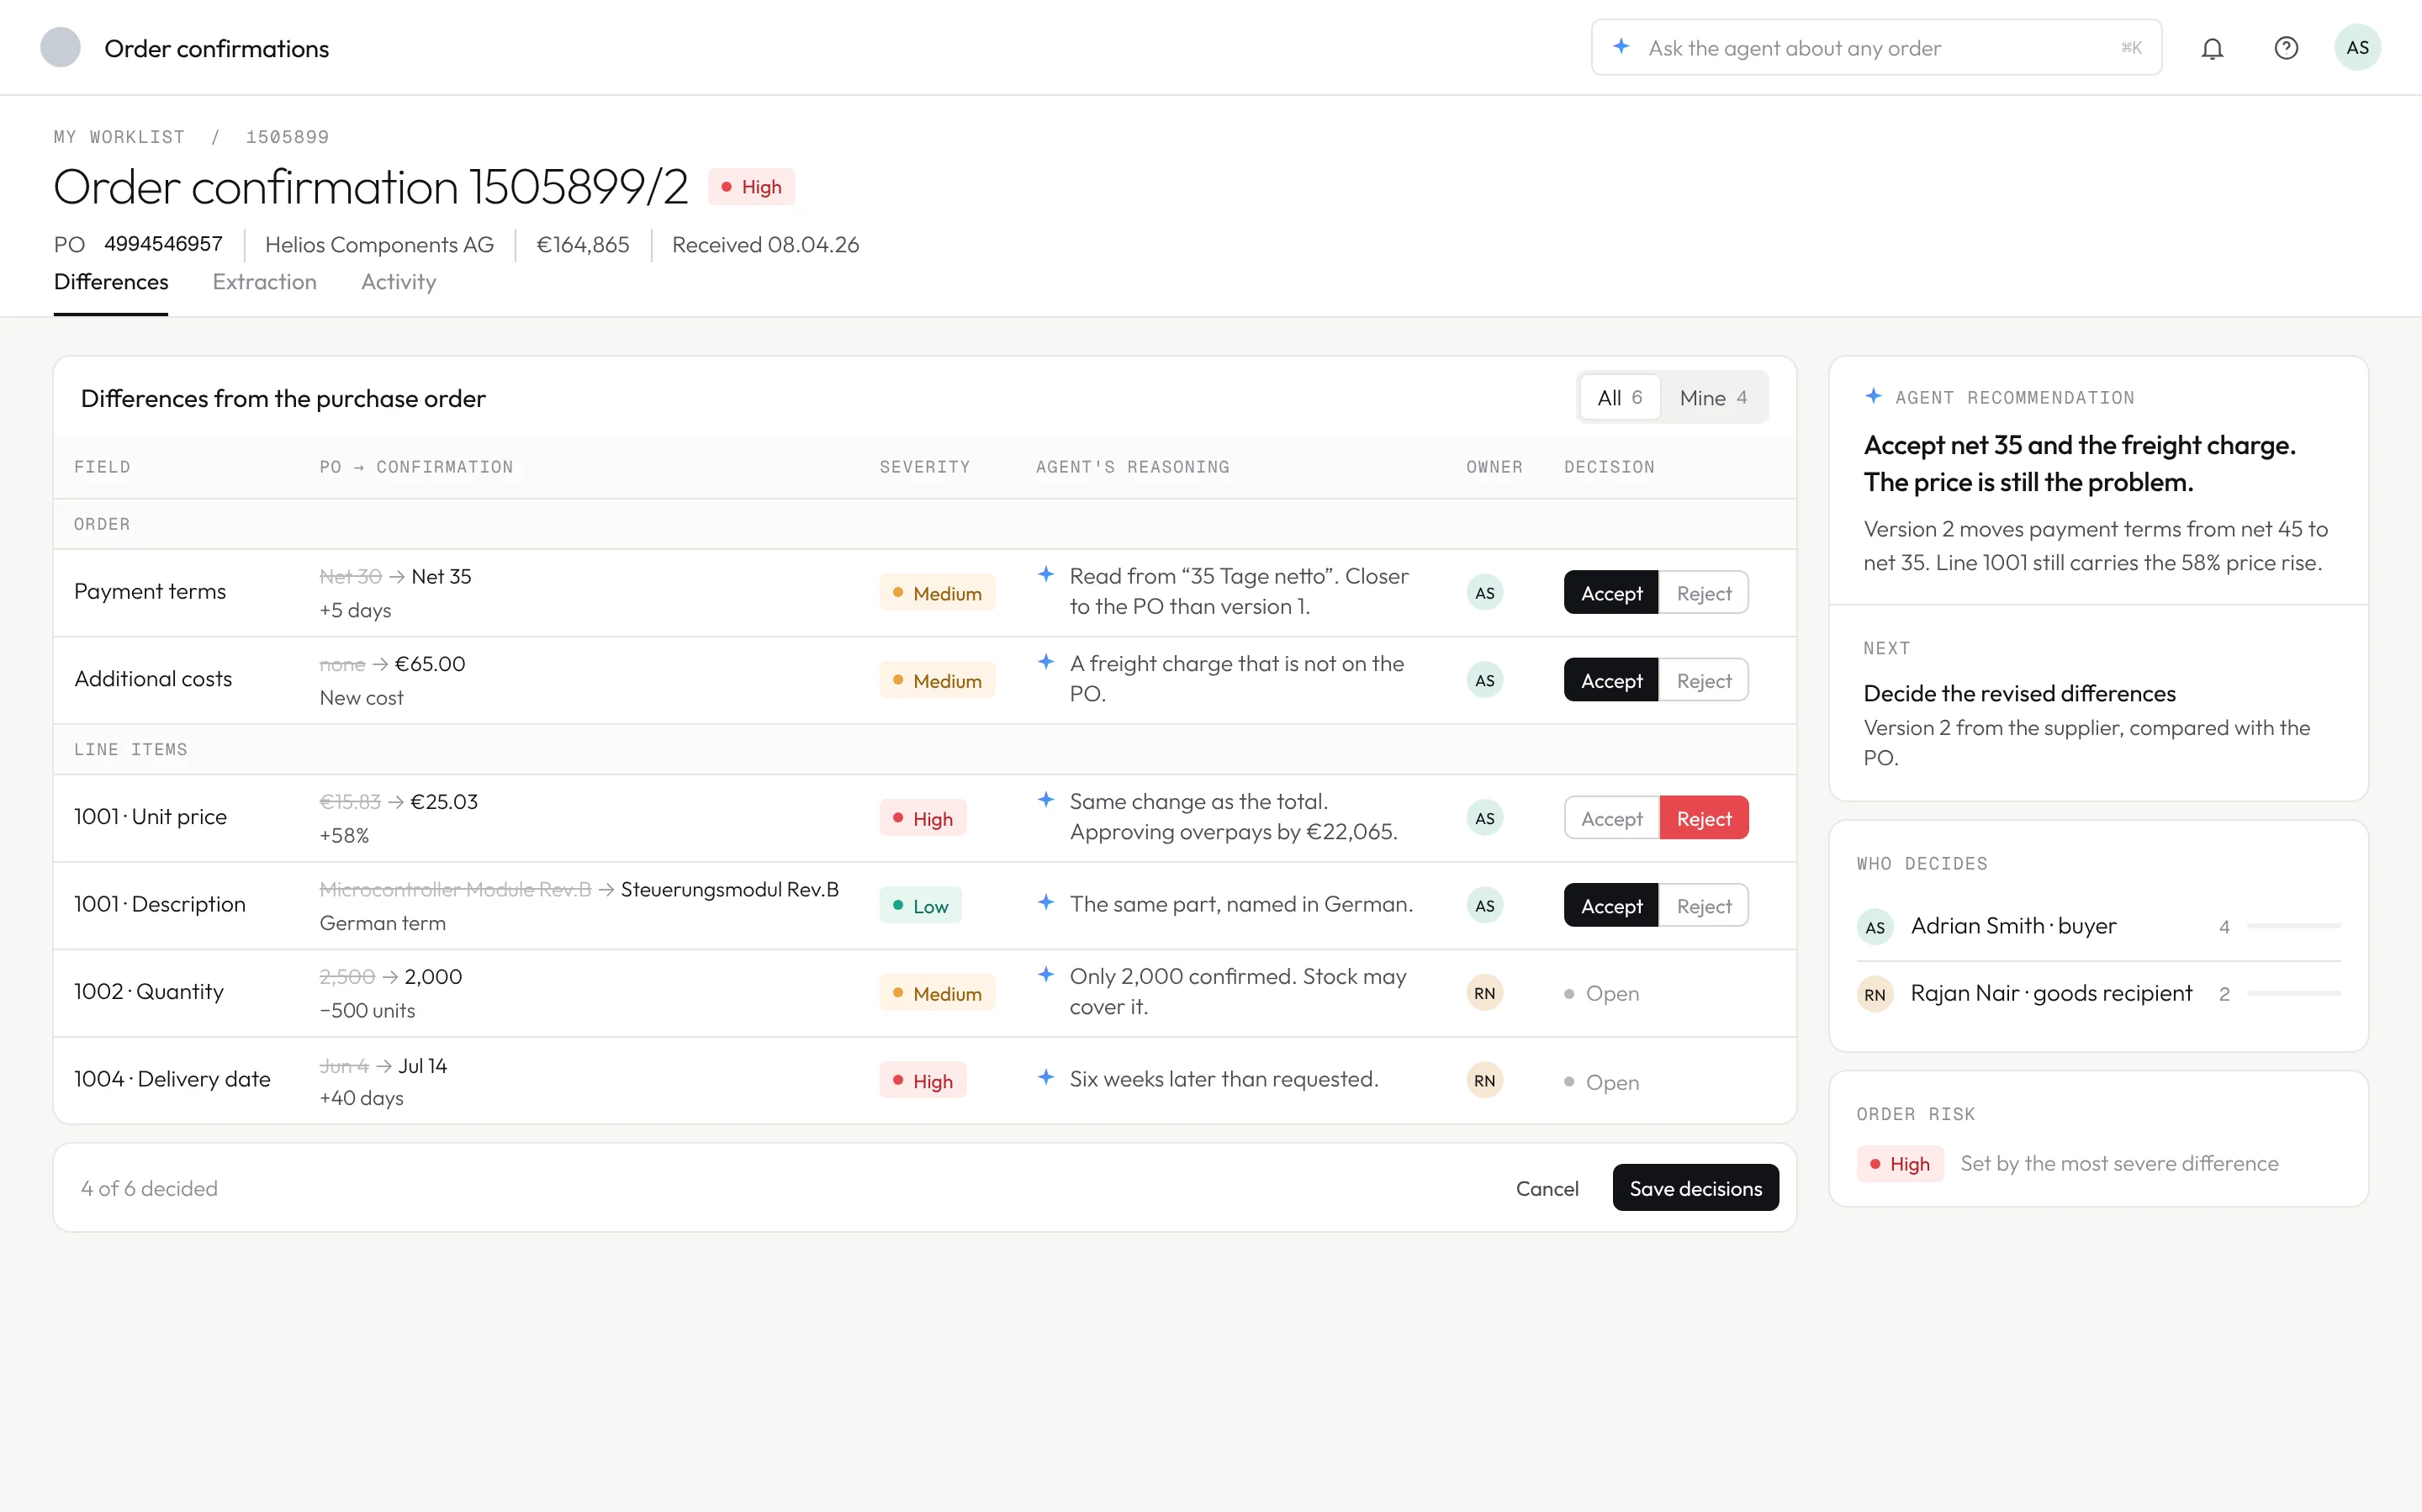 Order confirmations
Ask the agent about any order
⌘K
AS
MY WORKLIST / 1505899
Order confirmation 1505899/2
High
PO 4994546957
Helios Components AG
€164,865
Received 08.04.26
Differences
Extraction
Activity
Differences from the purchase order
All 6
Mine 4
FIELD
PO → CONFIRMATION
SEVERITY
AGENT'S REASONING
OWNER
DECISION
ORDER
Payment terms
Net 30 → Net 35
+5 days
Medium
Read from “35 Tage netto”. Closer
to the PO than version 1.
AS
Accept
Reject
Additional costs
none → €65.00
New cost
Medium
A freight charge that is not on the
PO.
AS
Accept
Reject
LINE ITEMS
1001 · Unit price
€15.83 → €25.03
+58%
High
Same change as the total.
Approving overpays by €22,065.
AS
Accept
Reject
1001 · Description
Microcontroller Module Rev.B → Steuerungsmodul Rev.B
German term
Low
The same part, named in German.
AS
Accept
Reject
1002 · Quantity
2,500 → 2,000
−500 units
Medium
Only 2,000 confirmed. Stock may
cover it.
RN
Open
1004 · Delivery date
Jun 4 → Jul 14
+40 days
High
Six weeks later than requested.
RN
Open
4 of 6 decided
Cancel
Save decisions
AGENT RECOMMENDATION
Accept net 35 and the freight charge.
The price is still the problem.
Version 2 moves payment terms from net 45 to
net 35. Line 1001 still carries the 58% price rise.
NEXT
Decide the revised differences
Version 2 from the supplier, compared with the
PO.
WHO DECIDES
AS
Adrian Smith · buyer
4
RN
Rajan Nair · goods recipient
2
ORDER RISK
High
Set by the most severe difference